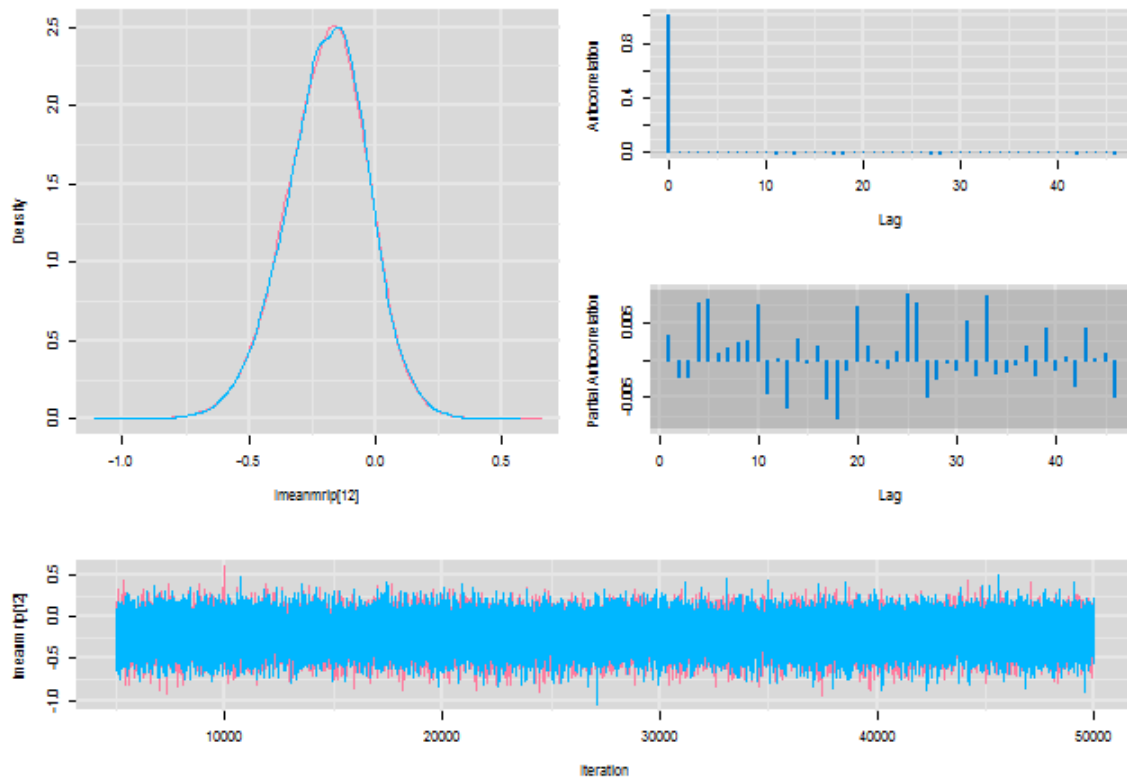 Density
0.0 0.5 1.0 1.5 2.0 2.5
-1.0 -0.5 0.0 0.5
lmeanmrip[12]
Autocorrelation
0.0 0.4 0.8
0 10 20 30 40
Lag
Partial Autocorrelation
-0.005 0.005
0 10 20 30 40
Lag
lmeanmrip[12]
-1.0 -0.5 0.0 0.5
10000 20000 30000 40000 50000
Iteration